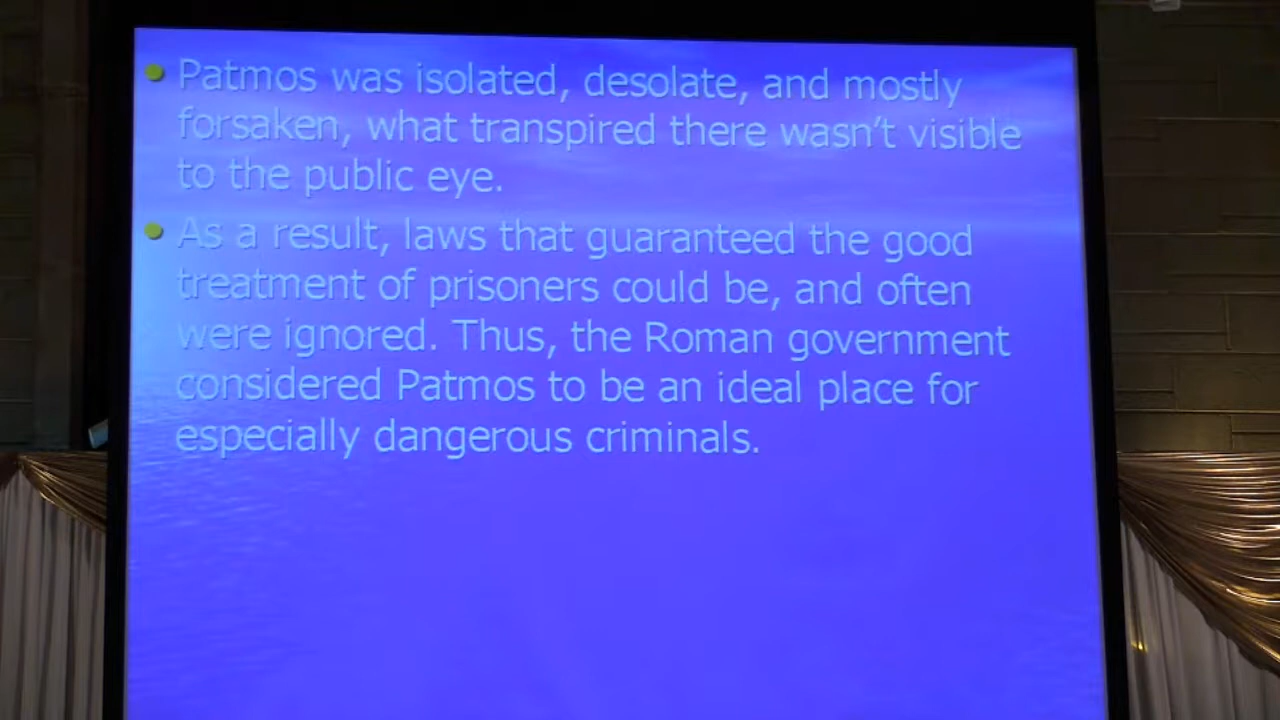 • Patmos was isolated, desolate, and mostly
forsaken, what transpired there wasn't visible
to the public eye.
• As a result, laws that guaranteed the good
treatment of prisoners could be, and often
were ignored. Thus, the Roman government
considered Patmos to be an ideal place for
especially dangerous criminals.